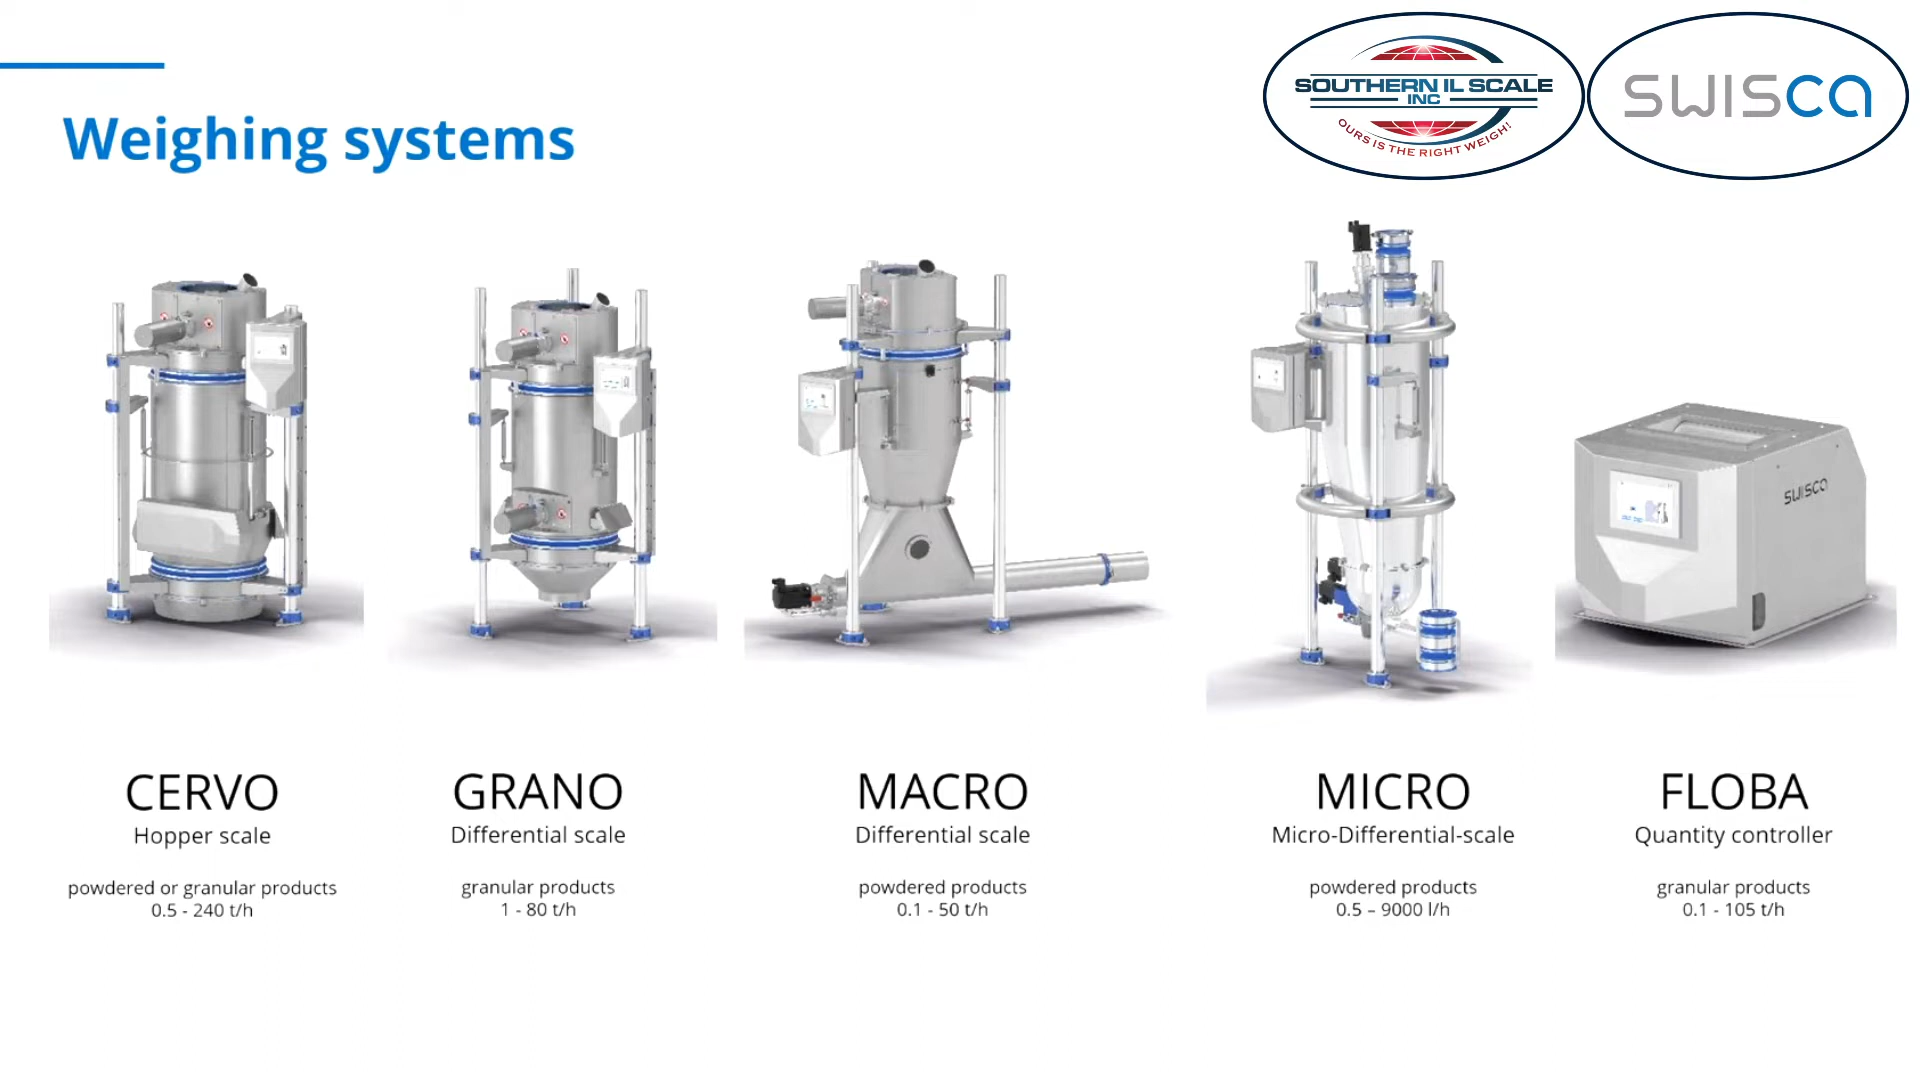 SOUTHERN IL SCALE
INC
OURS IS THE RIGHT WEIGH!
SWISCA
Weighing systems
SWISCA
CERVO
Hopper scale
powdered or granular products
0.5 - 240 t/h
GRANO
Differential scale
granular products
1 - 80 t/h
MACRO
Differential scale
powdered products
0.1 - 50 t/h
MICRO
Micro-Differential-scale
powdered products
0.5 – 9000 l/h
FLOBA
Quantity controller
granular products
0.1 - 105 t/h